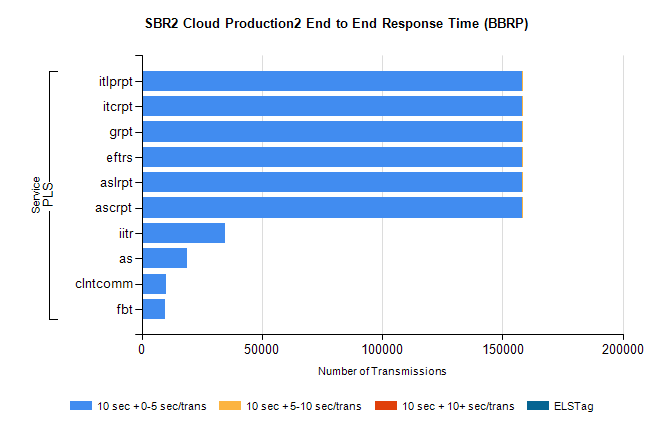 SBR2 Cloud Production2 End to End Response Time (BBRP)
itlprpt
itcrpt
grpt
eftrs
aslrpt
ascrpt
iitr
as
clntcomm
fbt
Service
PLS
0
50000
100000
150000
200000
Number of Transmissions
10 sec +0-5 sec/trans
10 sec +5-10 sec/trans
10 sec + 10+ sec/trans
ELSTag